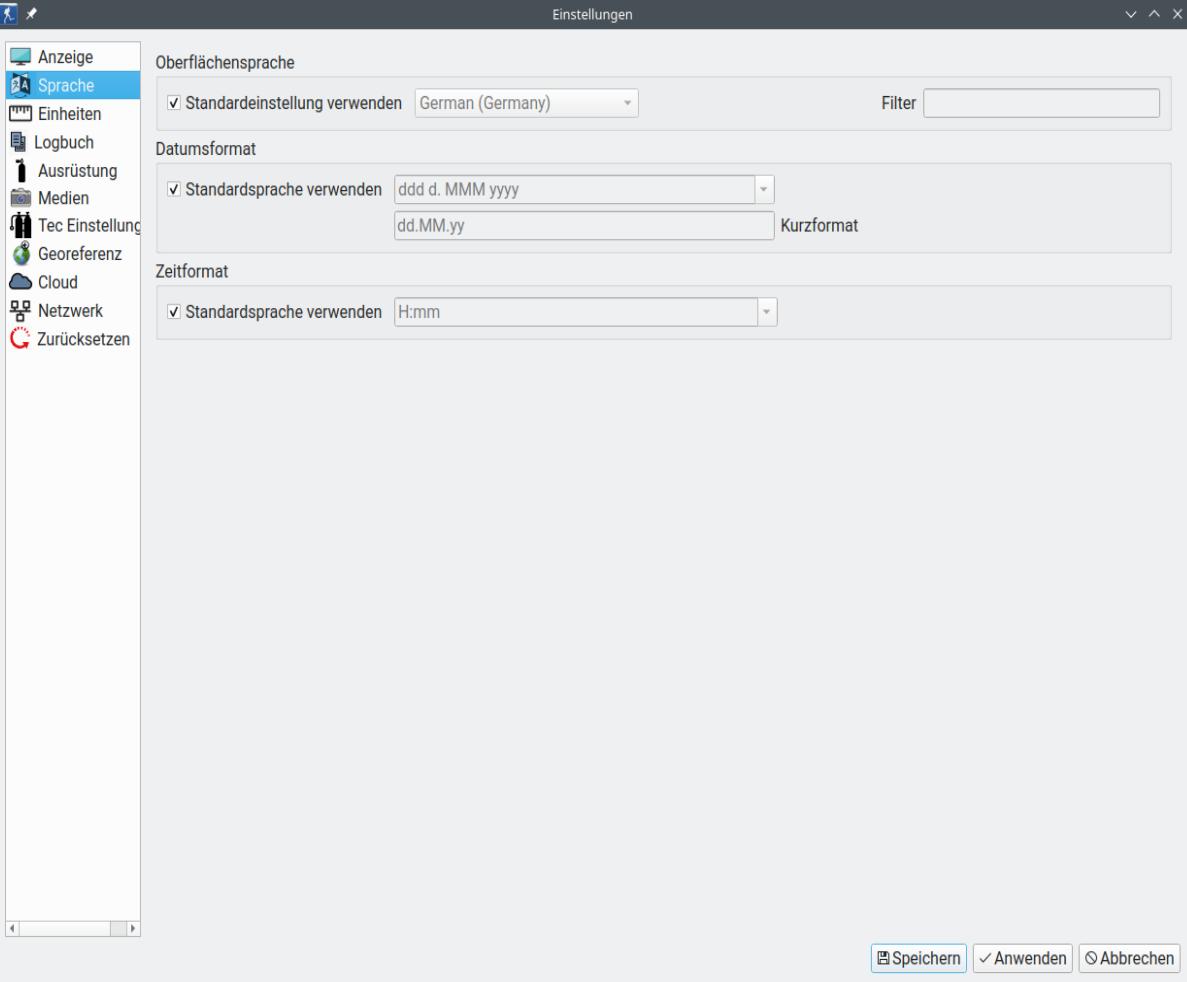 Einstellungen
Anzeige
Sprache
Einheiten
Logbuch
Ausrüstung
Medien
Tec Einstellung
Georeferenz
Cloud
Netzwerk
Zurücksetzen
Oberflächensprache
Standardeinstellung verwenden German (Germany) Filter
Datumsformat
Standardsprache verwenden ddd d. MMM yyyy
dd.MM.yy Kurzformat
Zeitformat
Standardsprache verwenden H:mm
Speichern Anwenden Abbrechen